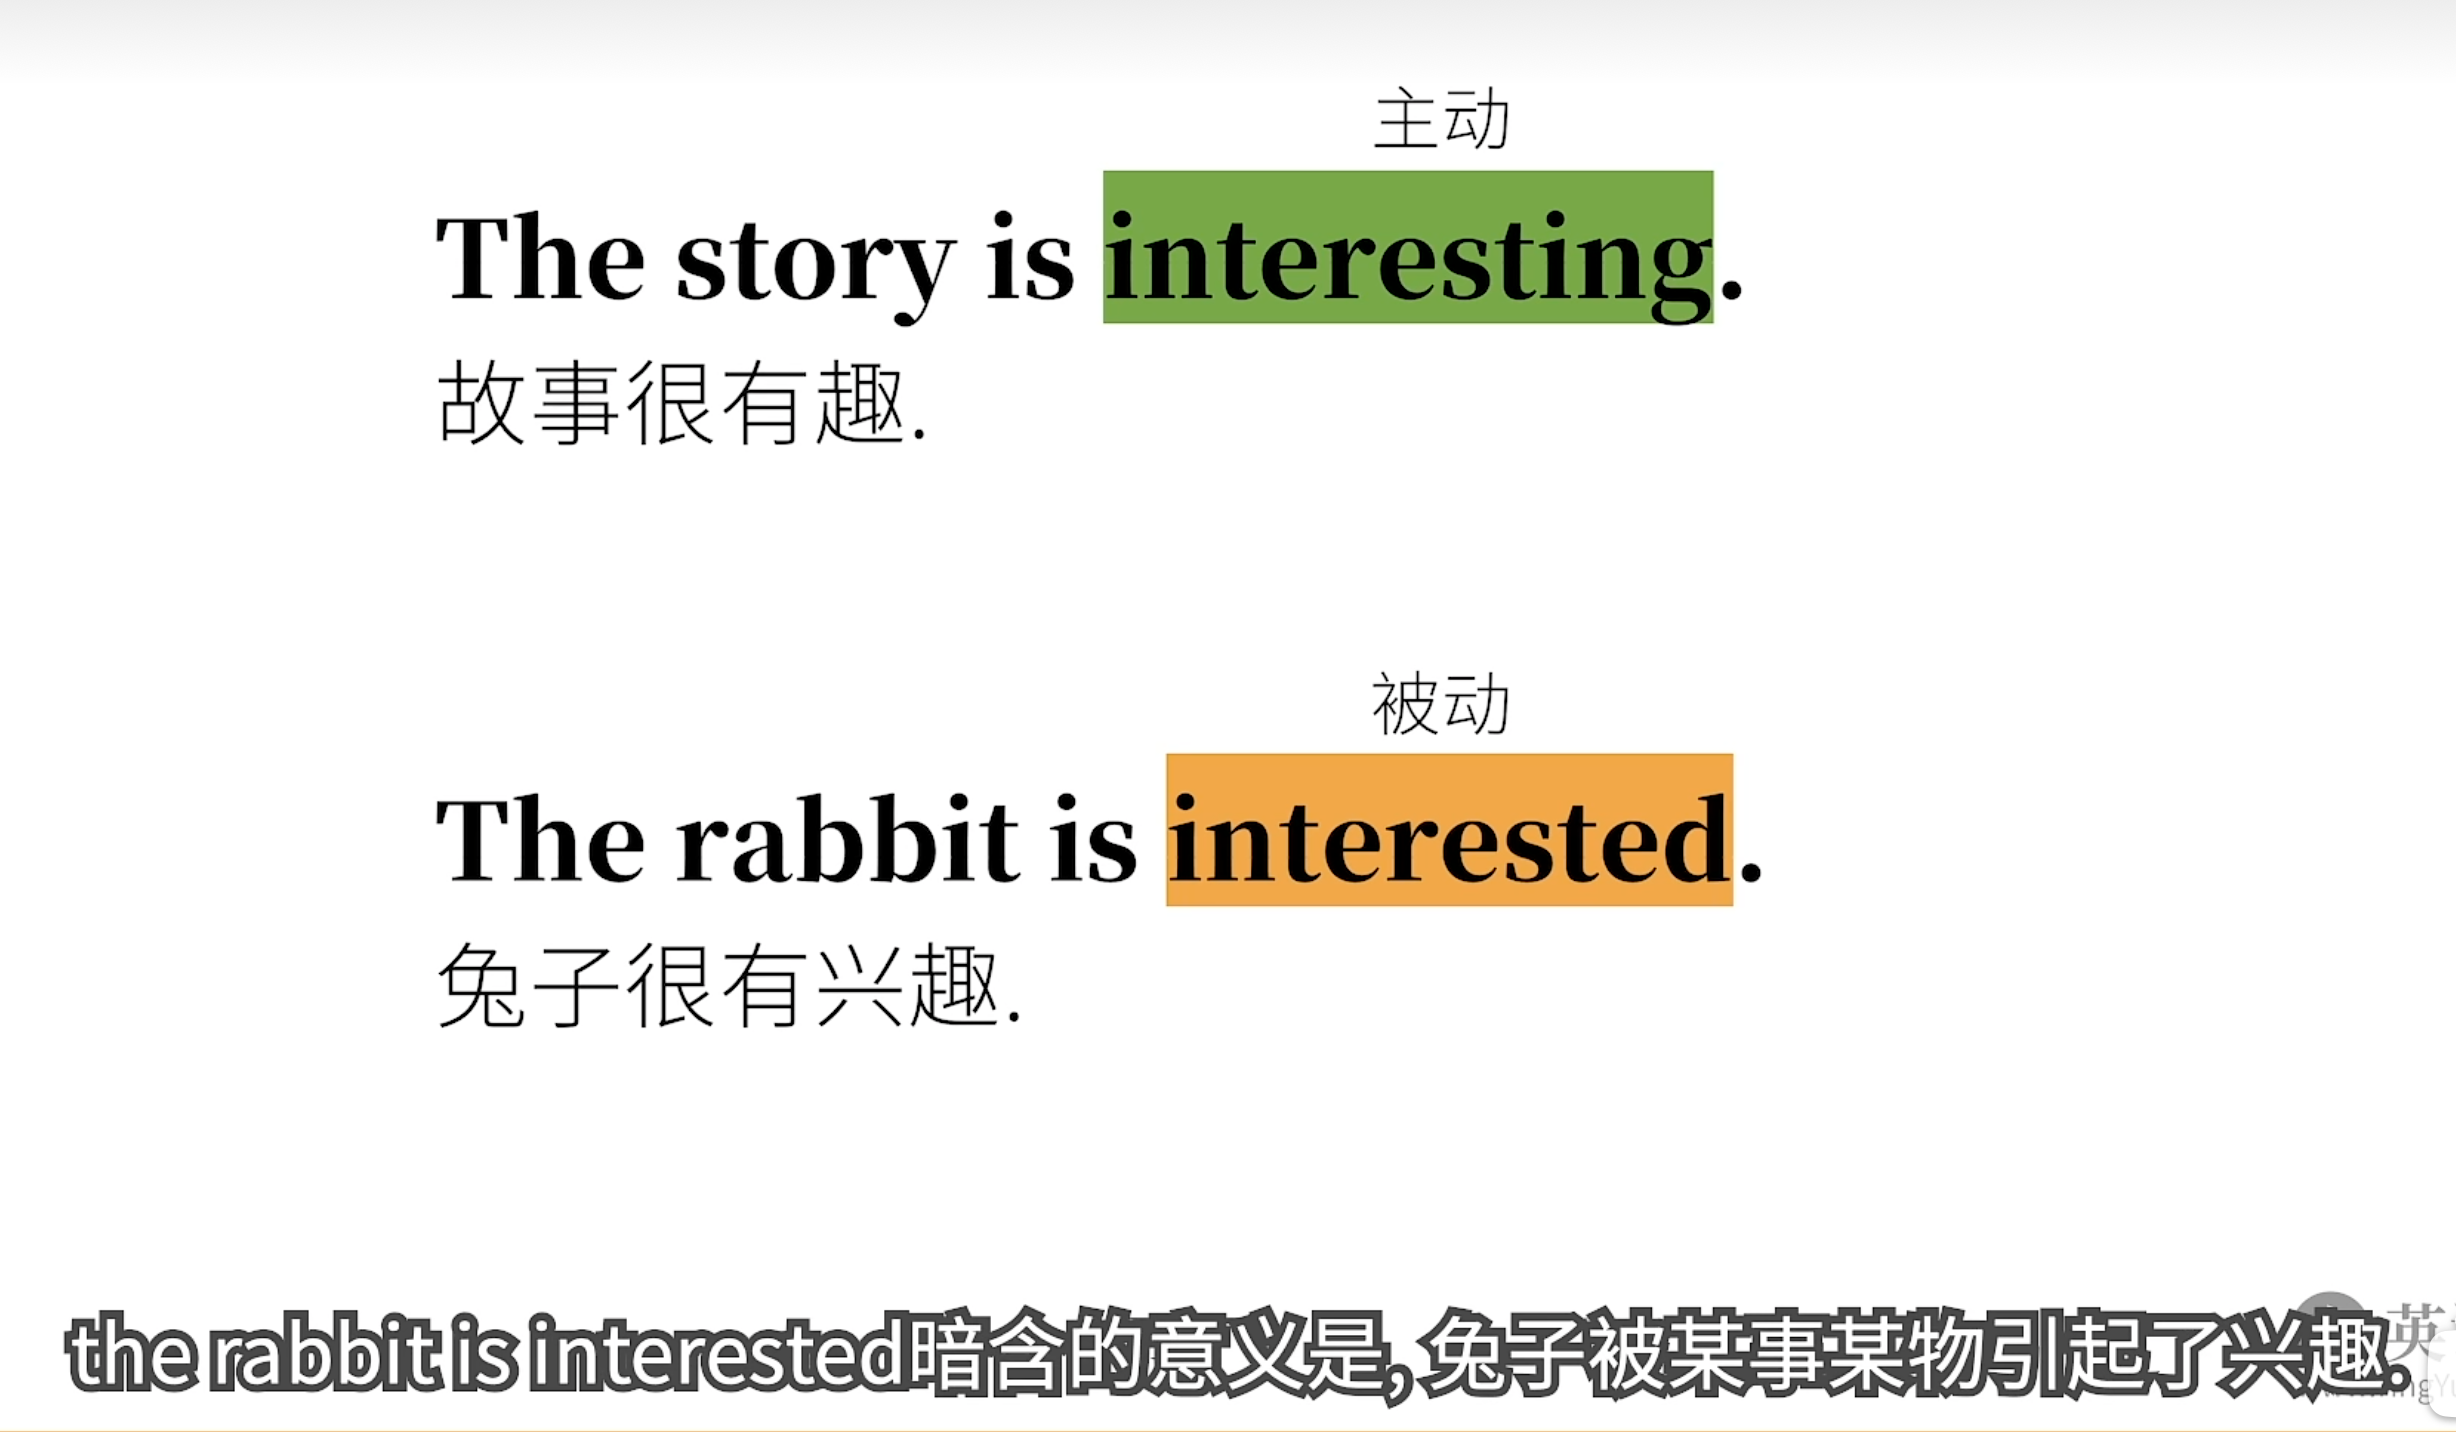 主动
The story is interesting.
故事很有趣.
被动
The rabbit is interested.
兔子很有兴趣.
the rabbit is interested暗含的意义是, 兔子被某事某物引起了兴趣.
英